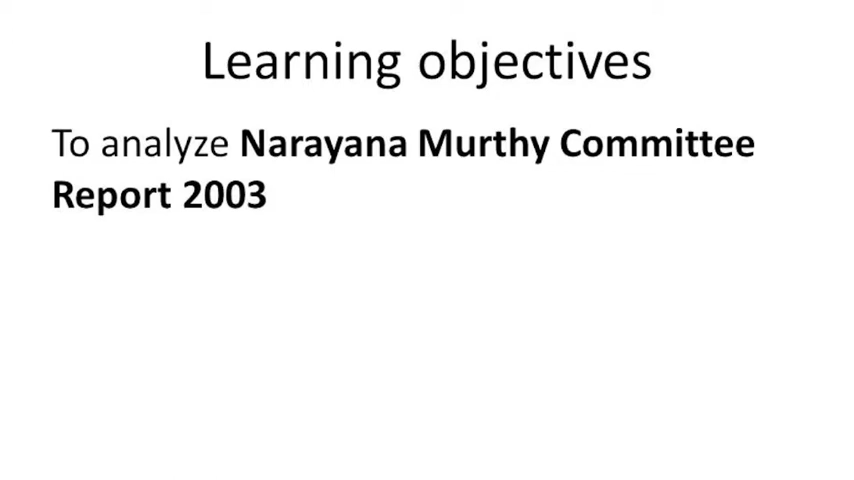 Learning objectives
To analyze Narayana Murthy Committee
Report 2003